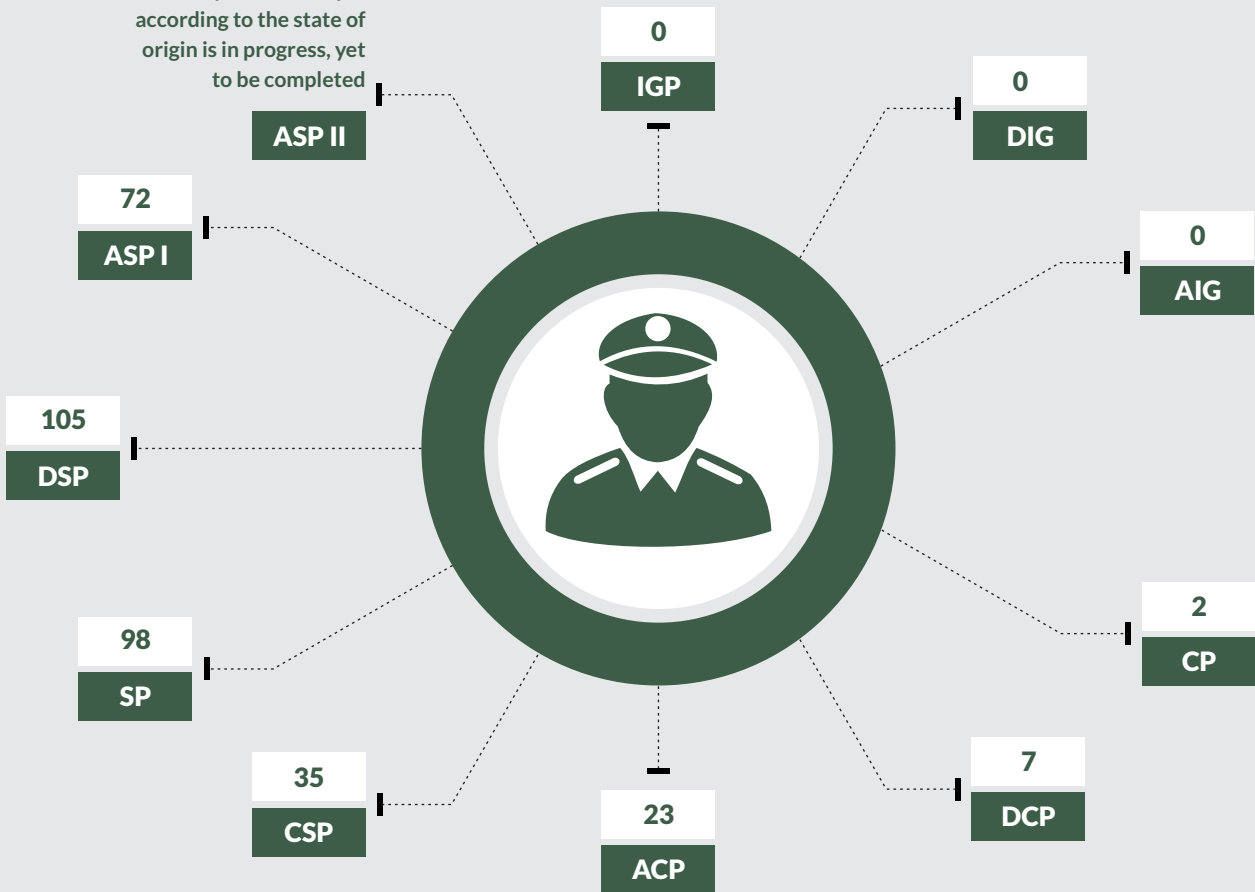 according to the state of
origin is in progress, yet
to be completed
ASP II
0
IGP
0
DIG
0
AIG
2
CP
7
DCP
23
ACP
35
CSP
98
SP
105
DSP
72
ASP I